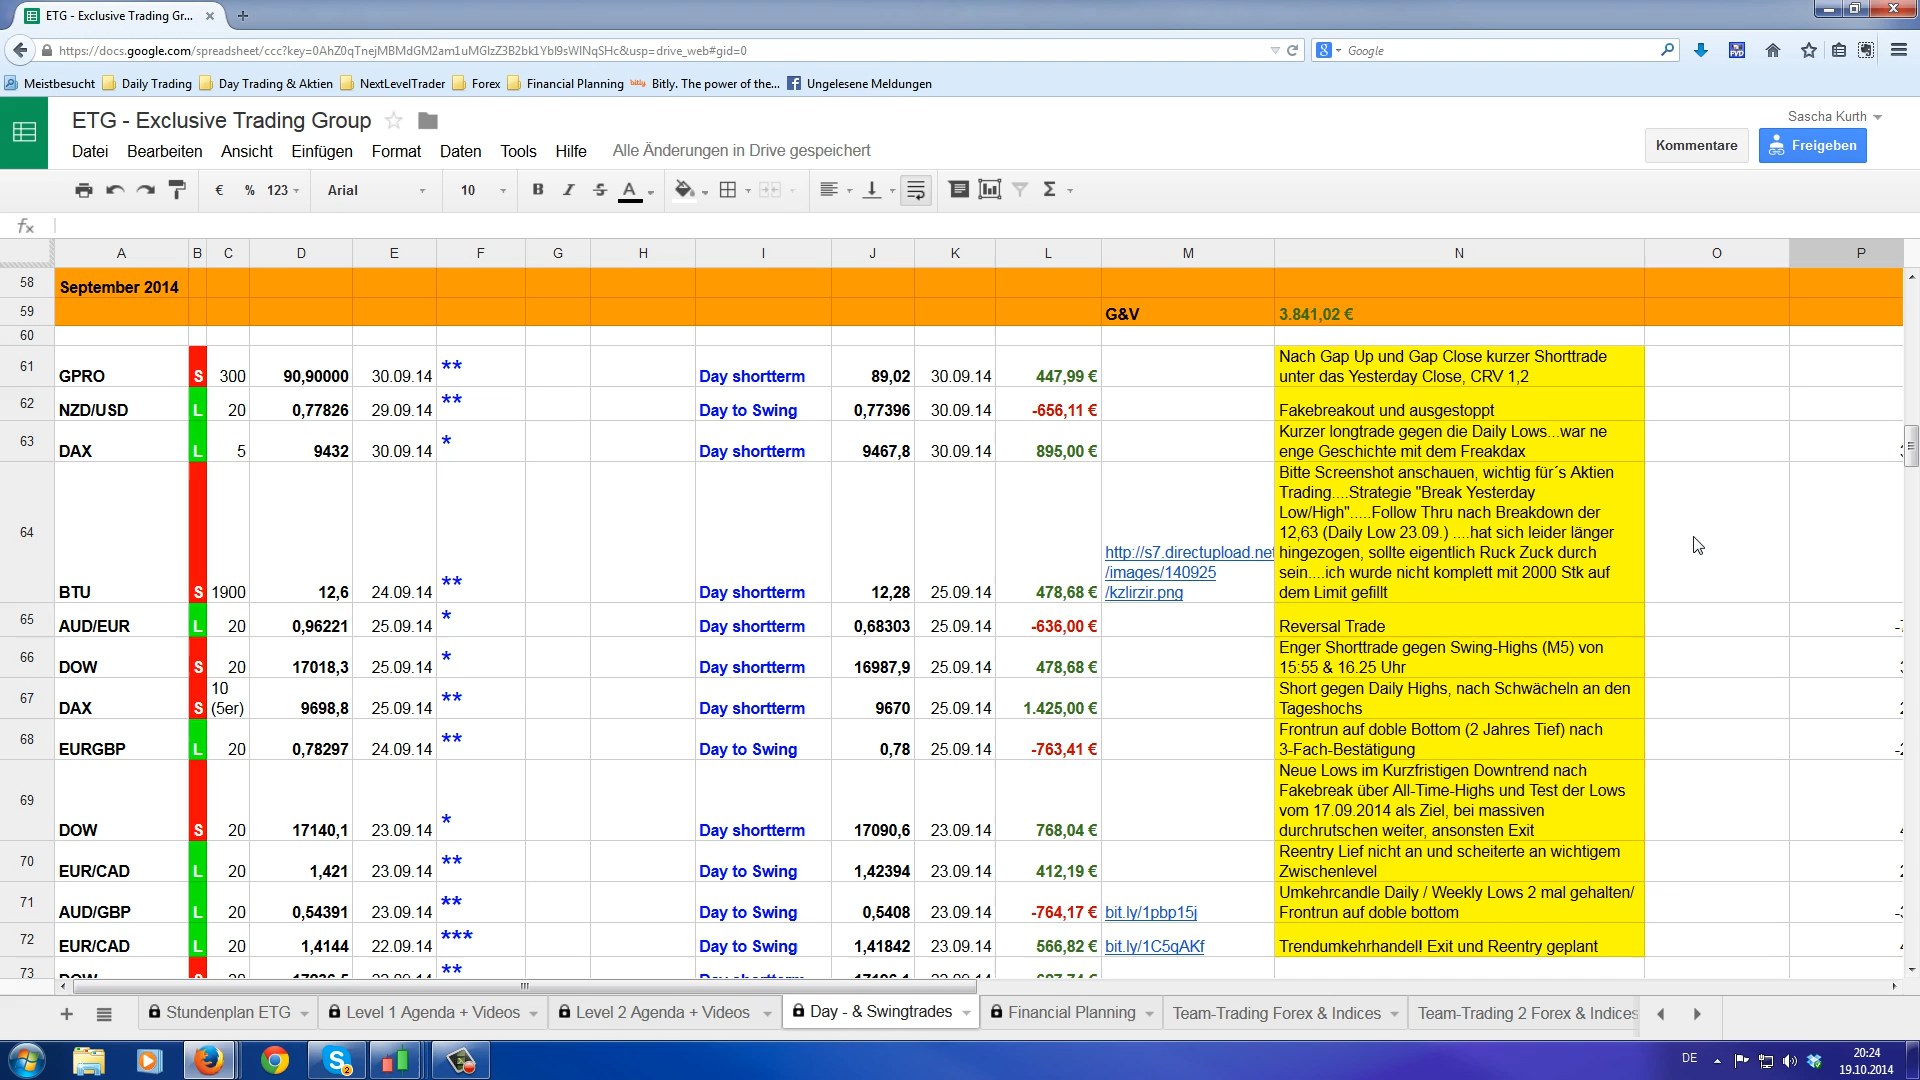 ETG - Exclusive Trading Gr...
https://docs.google.com/spreadsheet/ccc?key=0AhZ0qTnejMBMdGM2am1uMGlzZ3B2bk1Ybl9sWlNqSHc&usp=drive_web#gid=0
Google
Meistbesucht Daily Trading Day Trading & Aktien NextLevelTrader Forex Financial Planning Bitly. The power of the... Ungelesene Meldungen
ETG - Exclusive Trading Group
Sascha Kurth
Datei Bearbeiten Ansicht Einfügen Format Daten Tools Hilfe Alle Änderungen in Drive gespeichert
Kommentare Freigeben
€ % 123 Arial 10 B I S A Σ
fx
A B C D E F G H I J K L M N O P
58 September 2014
59 G&V 3.841,02 €
60
61 GPRO S 300 90,90000 30.09.14 ** Day shortterm 89,02 30.09.14 447,99 € Nach Gap Up und Gap Close kurzer Shorttrade
unter das Yesterday Close, CRV 1,2
62 NZD/USD L 20 0,77826 29.09.14 ** Day to Swing 0,77396 30.09.14 -656,11 € Fakebreakout und ausgestoppt
63 DAX L 5 9432 30.09.14 * Day shortterm 9467,8 30.09.14 895,00 € Kurzer longtrade gegen die Daily Lows...war ne
enge Geschichte mit dem Freakdax
64 BTU S 1900 12,6 24.09.14 ** Day shortterm 12,28 25.09.14 478,68 €
http://s7.directupload.net
/images/140925
/kzlirzir.png
Bitte Screenshot anschauen, wichtig für´s Aktien
Trading....Strategie "Break Yesterday
Low/High".....Follow Thru nach Breakdown der
12,63 (Daily Low 23.09.) ....hat sich leider länger
hingezogen, sollte eigentlich Ruck Zuck durch
sein....ich wurde nicht komplett mit 2000 Stk auf
dem Limit gefillt
65 AUD/EUR L 20 0,96221 25.09.14 * Day shortterm 0,68303 25.09.14 -636,00 € Reversal Trade
66 DOW S 20 17018,3 25.09.14 * Day shortterm 16987,9 25.09.14 478,68 € Enger Shorttrade gegen Swing-Highs (M5) von
15:55 & 16.25 Uhr
67 DAX S 10 (5er) 9698,8 25.09.14 ** Day shortterm 9670 25.09.14 1.425,00 € Short gegen Daily Highs, nach Schwächeln an den
Tageshochs
68 EURGBP L 20 0,78297 24.09.14 ** Day to Swing 0,78 25.09.14 -763,41 € Frontrun auf doble Bottom (2 Jahres Tief) nach
3-Fach-Bestätigung
69 DOW S 20 17140,1 23.09.14 * Day shortterm 17090,6 23.09.14 768,04 € Neue Lows im Kurzfristigen Downtrend nach
Fakebreak über All-Time-Highs und Test der Lows
vom 17.09.2014 als Ziel, bei massiven
durchrutschen weiter, ansonsten Exit
70 EUR/CAD L 20 1,421 23.09.14 ** Day to Swing 1,42394 23.09.14 412,19 € Reentry Lief nicht an und scheiterte an wichtigem
Zwischenlevel
71 AUD/GBP L 20 0,54391 23.09.14 ** Day to Swing 0,5408 23.09.14 -764,17 € bit.ly/1pbp15j Umkehrcandle Daily / Weekly Lows 2 mal gehalten/
Frontrun auf doble bottom
72 EUR/CAD L 20 1,4144 22.09.14 *** Day to Swing 1,41842 23.09.14 566,82 € bit.ly/1C5qAKf Trendumkehrhandel! Exit und Reentry geplant
73 **
Stundenplan ETG Level 1 Agenda + Videos Level 2 Agenda + Videos Day - & Swingtrades Financial Planning Team-Trading Forex & Indices Team-Trading 2 Forex & Indices
DE 20:24
19.10.2014